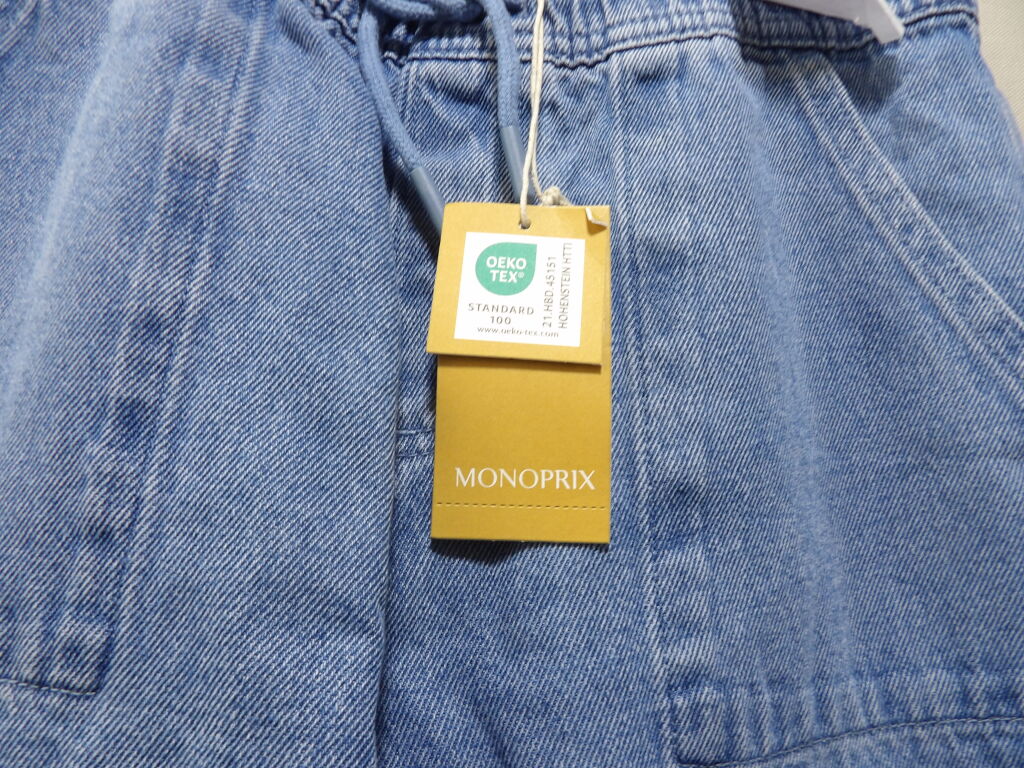 OEKO
TEX®
STANDARD
100
www.oeko-tex.com
21.HBD.45151
HOHENSTEIN HTTI
MONOPRIX